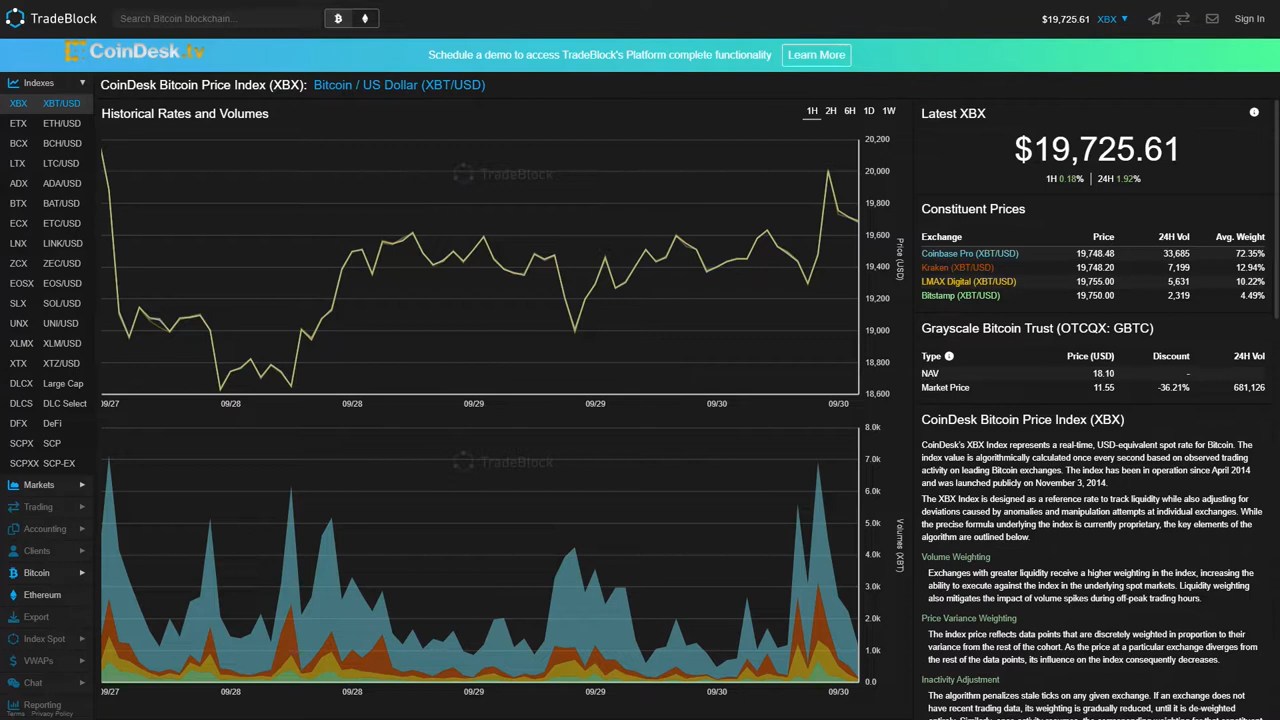 TradeBlock
Search Bitcoin blockchain...
$19,725.61 XBX
Sign In
CoinDesk.tv
Schedule a demo to access TradeBlock's Platform complete functionality
Learn More
Indexes
XBX XBT/USD
ETX ETH/USD
BCX BCH/USD
LTX LTC/USD
ADX ADA/USD
BTX BAT/USD
ECX ETC/USD
LNX LINK/USD
ZCX ZEC/USD
EOSX EOS/USD
SLX SOL/USD
UNX UNI/USD
XLMX XLM/USD
XTX XTZ/USD
DLCX Large Cap
DLCS DLC Select
DFX DeFi
SCPX SCP
SCPXX SCP-EX
Markets
Trading
Accounting
Clients
Bitcoin
Ethereum
Export
Index Spot
VWAPs
Chat
Reporting
Terms Privacy Policy
CoinDesk Bitcoin Price Index (XBX): Bitcoin / US Dollar (XBT/USD)
Historical Rates and Volumes
1H 2H 6H 1D 1W
TradeBlock
20,200
20,000
19,800
19,600
19,400
19,200
19,000
18,800
18,600
Price (USD)
09/27 09/28 09/28 09/29 09/29 09/30 09/30
TradeBlock
8.0k
7.0k
6.0k
5.0k
4.0k
3.0k
2.0k
1.0k
0.0
Volumes (XBT)
09/27 09/28 09/28 09/29 09/29 09/30 09/30
Latest XBX
$19,725.61
1H 0.18% | 24H 1.92%
Constituent Prices
Exchange Price 24H Vol Avg. Weight
Coinbase Pro (XBT/USD) 19,748.48 33,685 72.35%
Kraken (XBT/USD) 19,748.20 7,199 12.94%
LMAX Digital (XBT/USD) 19,755.00 5,631 10.22%
Bitstamp (XBT/USD) 19,750.00 2,319 4.49%
Grayscale Bitcoin Trust (OTCQX: GBTC)
Type Price (USD) Discount 24H Vol
NAV 18.10 -
Market Price 11.55 -36.21% 681,126
CoinDesk Bitcoin Price Index (XBX)
CoinDesk's XBX Index represents a real-time, USD-equivalent spot rate for Bitcoin. The
index value is algorithmically calculated once every second based on observed trading
activity on leading Bitcoin exchanges. The index has been in operation since April 2014
and was launched publicly on November 3, 2014.
The XBX Index is designed as a reference rate to track liquidity while also adjusting for
deviations caused by anomalies and manipulation attempts at individual exchanges. While
the precise formula underlying the index is currently proprietary, the key elements of the
algorithm are outlined below.
Volume Weighting
Exchanges with greater liquidity receive a higher weighting in the index, increasing the
ability to execute against the index in the underlying spot markets. Liquidity weighting
also mitigates the impact of volume spikes during off-peak trading hours.
Price Variance Weighting
The index price reflects data points that are discretely weighted in proportion to their
variance from the rest of the cohort. As the price at a particular exchange diverges from
the rest of the data points, its influence on the index consequently decreases.
Inactivity Adjustment
The algorithm penalizes stale ticks on any given exchange. If an exchange does not
have recent trading data, its weighting is gradually reduced, until it is de-weighted